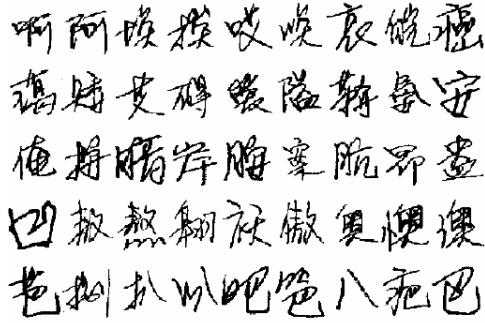 啊阿埃挨哎唉哀皑癌
蔼矮艾碍爱隘鞍氨安
俺按暗岸胺案肮昂盎
凹敖熬翱袄傲奥懊澳
芭捌扒叭吧笆八疤巴